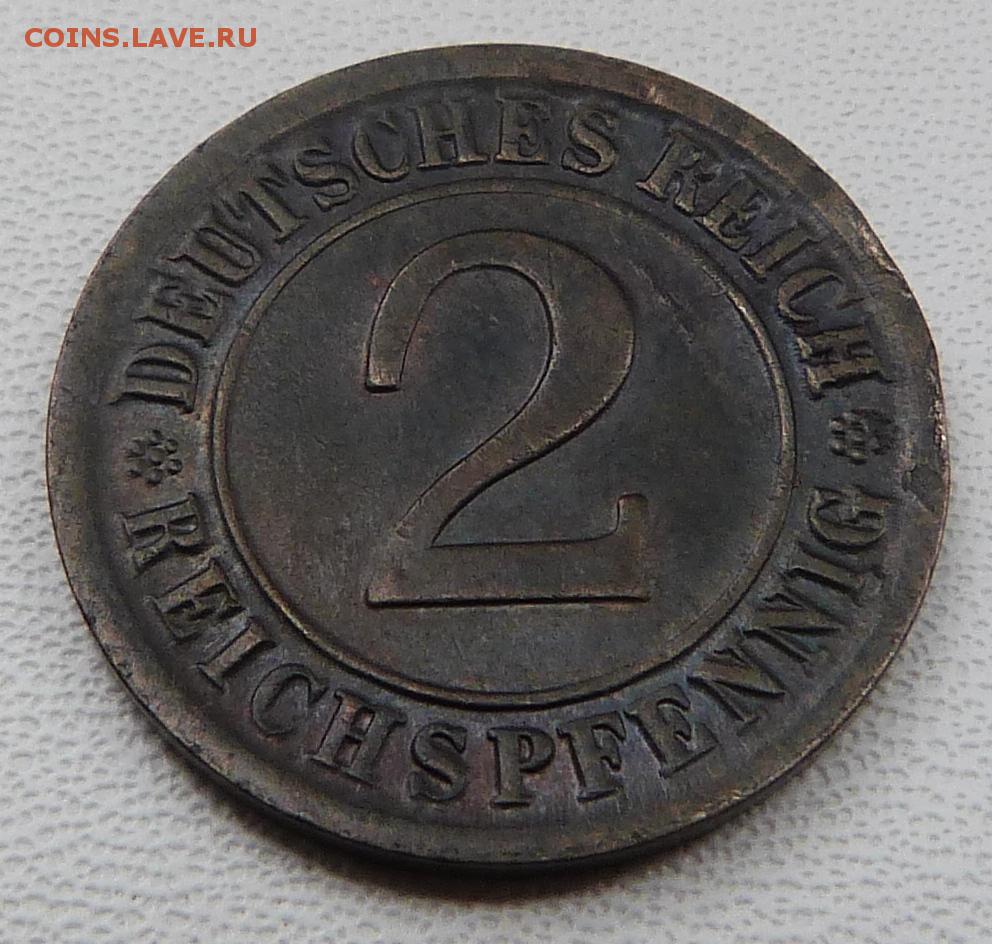 COINS.LAVE.RU
DEUTSCHES REICH
2
REICHSPFENNIG